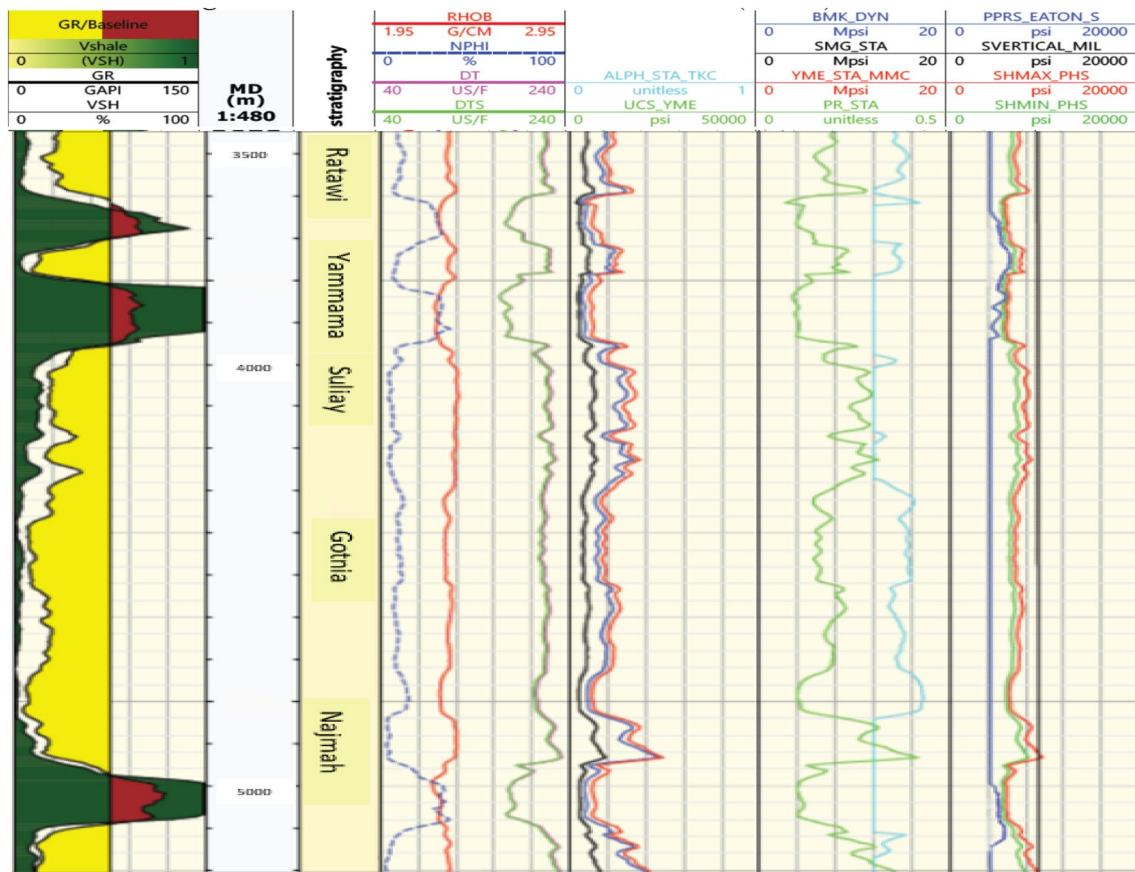 GR/Baseline
Vshale
0 (VSH) 1
GR
0 GAPI 150
VSH
0 % 100
MD
(m)
1:480
stratigraphy
RHOB
1.95 G/CM 2.95
NPHI
0 % 100
DT
40 US/F 240
DTS
40 US/F 240
ALPH_STA_TKC
0 unitless 1
UCS_YME
0 psi 50000
BMK_DYN
0 Mpsi 20
SMG_STA
0 Mpsi 20
YME_STA_MMC
0 Mpsi 20
PR_STA
0 unitless 0.5
PPRS_EATON_S
0 psi 20000
SVERTICAL_MIL
0 psi 20000
SHMAX_PHS
0 psi 20000
SHMIN_PHS
0 psi 20000
3500
4000
5000
Ratawi
Yammama
Suliay
Gotnia
Najmah